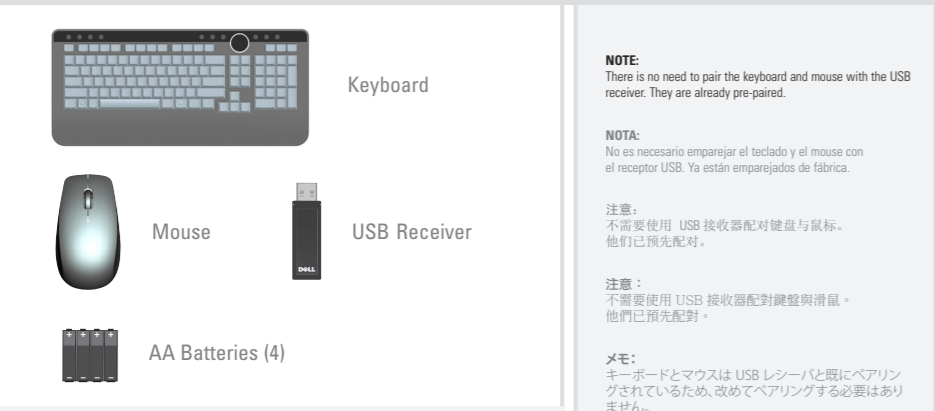 Keyboard
Mouse
USB Receiver
DELL
AA Batteries (4)
NOTE:
There is no need to pair the keyboard and mouse with the USB
receiver. They are already pre-paired.
NOTA:
No es necesario emparejar el teclado y el mouse con
el receptor USB. Ya están emparejados de fábrica.
注意：
不需要使用 USB 接收器配对键盘与鼠标。
他们已预先配对。
注意：
不需要使用 USB 接收器配對鍵盤與滑鼠。
他們已預先配對。
メモ：
キーボードとマウスは USB レシーバと既にペアリン
グされているため、改めてペアリングする必要はあり
ません。